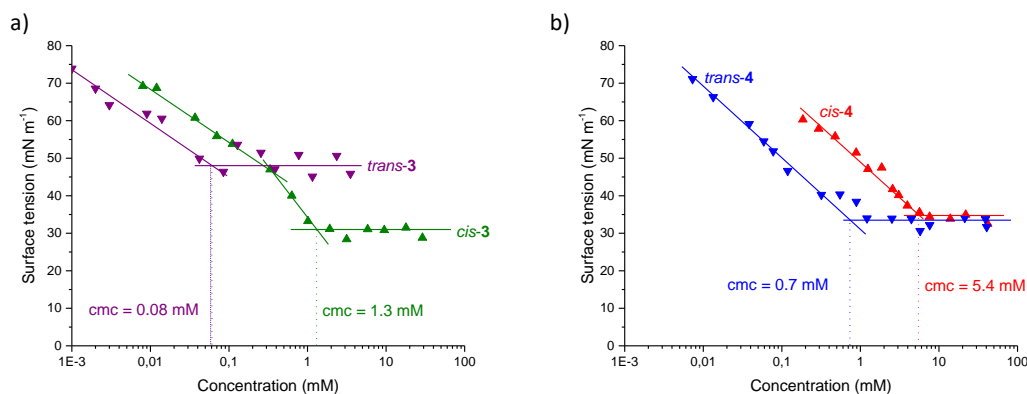 a)
80
70
60
50
40
30
20
10
0
Surface tension (mN m⁻¹)
trans-3
cis-3
cmc = 0.08 mM
cmc = 1.3 mM
1E-3
0,01
0,1
1
10
100
Concentration (mM)
b)
80
70
60
50
40
30
20
10
0
Surface tension (mN m⁻¹)
trans-4
cis-4
cmc = 0.7 mM
cmc = 5.4 mM
1E-3
0,01
0,1
1
10
100
Concentration (mM)